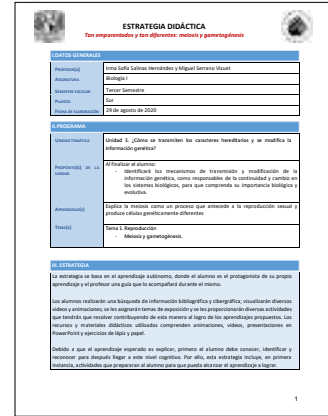 ESTRATEGIA DIDÁCTICA
Tan emparentados y tan diferentes: meiosis y gametogénesis
I.DATOS GENERALES
PROFESOR(A) Irma Sofía Salinas Hernández y Miguel Serrano Vizuet
ASIGNATURA Biología I
SEMESTRE ESCOLAR Tercer Semestre
PLANTEL Sur
FECHA DE ELABORACIÓN 29 de agosto de 2020
II.PROGRAMA
UNIDAD TEMÁTICA Unidad 3. ¿Cómo se transmiten los caracteres hereditarios y se modifica la
información genética?
PROPÓSITO(S) DE LA
UNIDAD
Al finalizar el alumno:
- Identificará los mecanismos de transmisión y modificación de la
información genética, como responsables de la continuidad y cambio en
los sistemas biológicos, para que comprenda su importancia biológica y
evolutiva.
APRENDIZAJE(S) Explica la meiosis como un proceso que antecede a la reproducción sexual y
produce células genéticamente diferentes
TEMA(S) Tema 1. Reproducción
- Meiosis y gametogénesis.
III. ESTRATEGIA
La estrategia se basa en el aprendizaje autónomo, donde el alumno es el protagonista de su propio
aprendizaje y el profesor una guía que lo acompañará durante el mismo.
Los alumnos realizarán una búsqueda de información bibliográfica y cibergráfica; visualizarán diversos
videos y animaciones; se les asignarán temas de exposición y se les proporcionarán diversas actividades
que tendrán que resolver contribuyendo de esta manera al logro de los aprendizajes propuestos. Los
recursos y materiales didácticos utilizados comprenden animaciones, videos, presentaciones en
PowerPoint y ejercicios de lápiz y papel.
Debido a que el aprendizaje esperado es explicar, primero el alumno debe conocer, identificar y
reconocer para después llegar a este nivel cognitivo. Por ello, esta estrategia incluye, en primera
instancia, actividades que prepararan al alumno para que pueda alcanzar el aprendizaje a lograr.
1